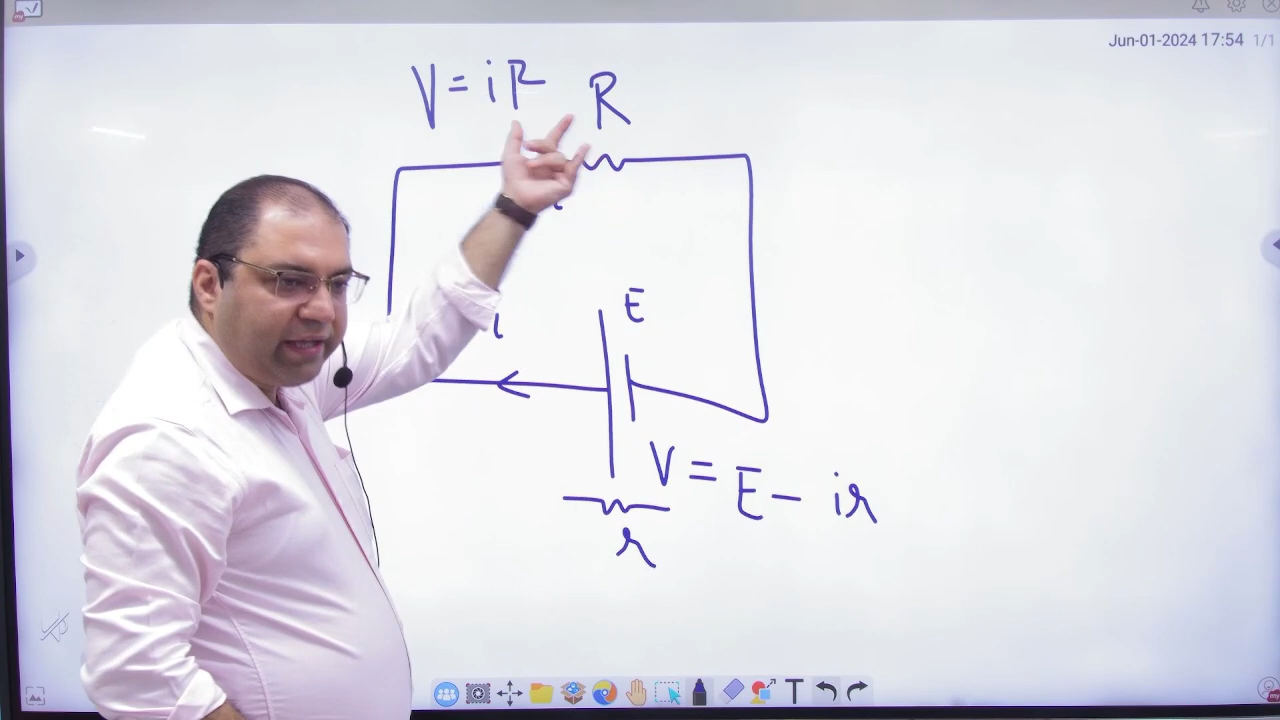 Jun-01-2024 17:54 1/1
V = iR
R
i
E
V = E - ir
r
T